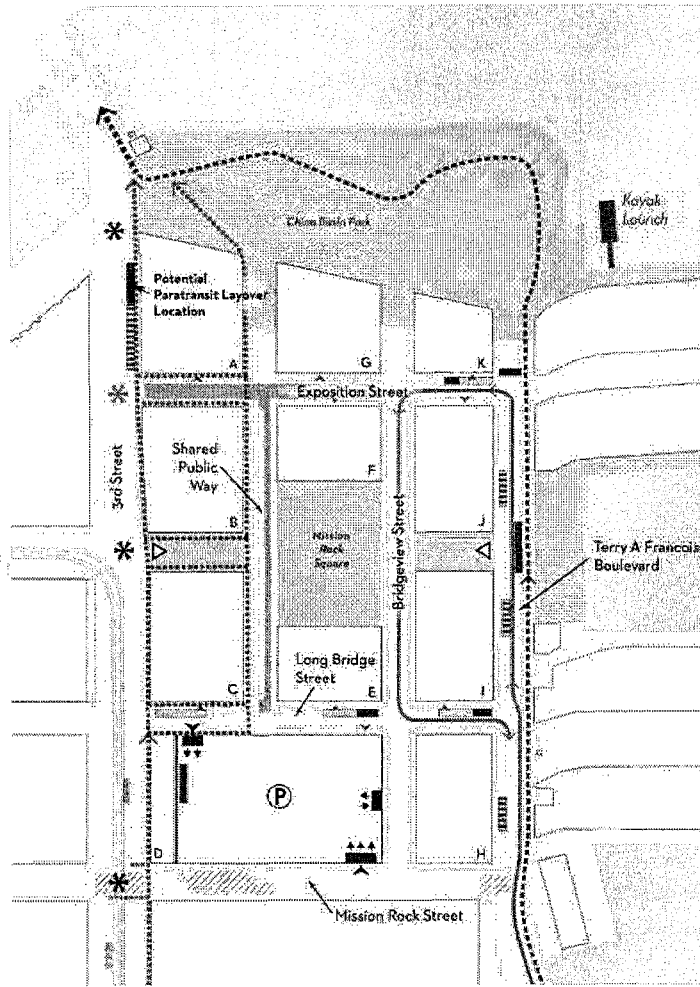 Kayak
Launch
China Basin Park
Potential
Paratransit Layover
Location
A
G
K
Exposition Street
Shared
Public
Way
3rd Street
F
B
J
Mission
Rock
Square
Bridgeview Street
Terry A Francois
Boulevard
Long Bridge
Street
C
E
I
P
D
H
Mission Rock Street